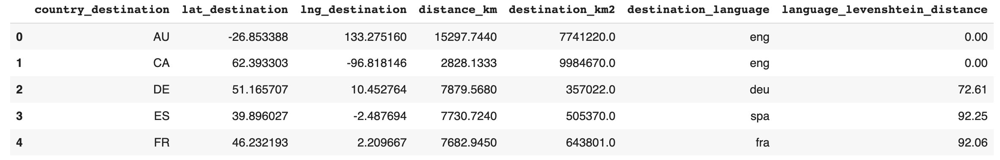 country_destination lat_destination lng_destination distance_km destination_km2 destination_language language_levenshtein_distance
0 AU -26.853388 133.275160 15297.7440 7741220.0 eng 0.00
1 CA 62.393303 -96.818146 2828.1333 9984670.0 eng 0.00
2 DE 51.165707 10.452764 7879.5680 357022.0 deu 72.61
3 ES 39.896027 -2.487694 7730.7240 505370.0 spa 92.25
4 FR 46.232193 2.209667 7682.9450 643801.0 fra 92.06